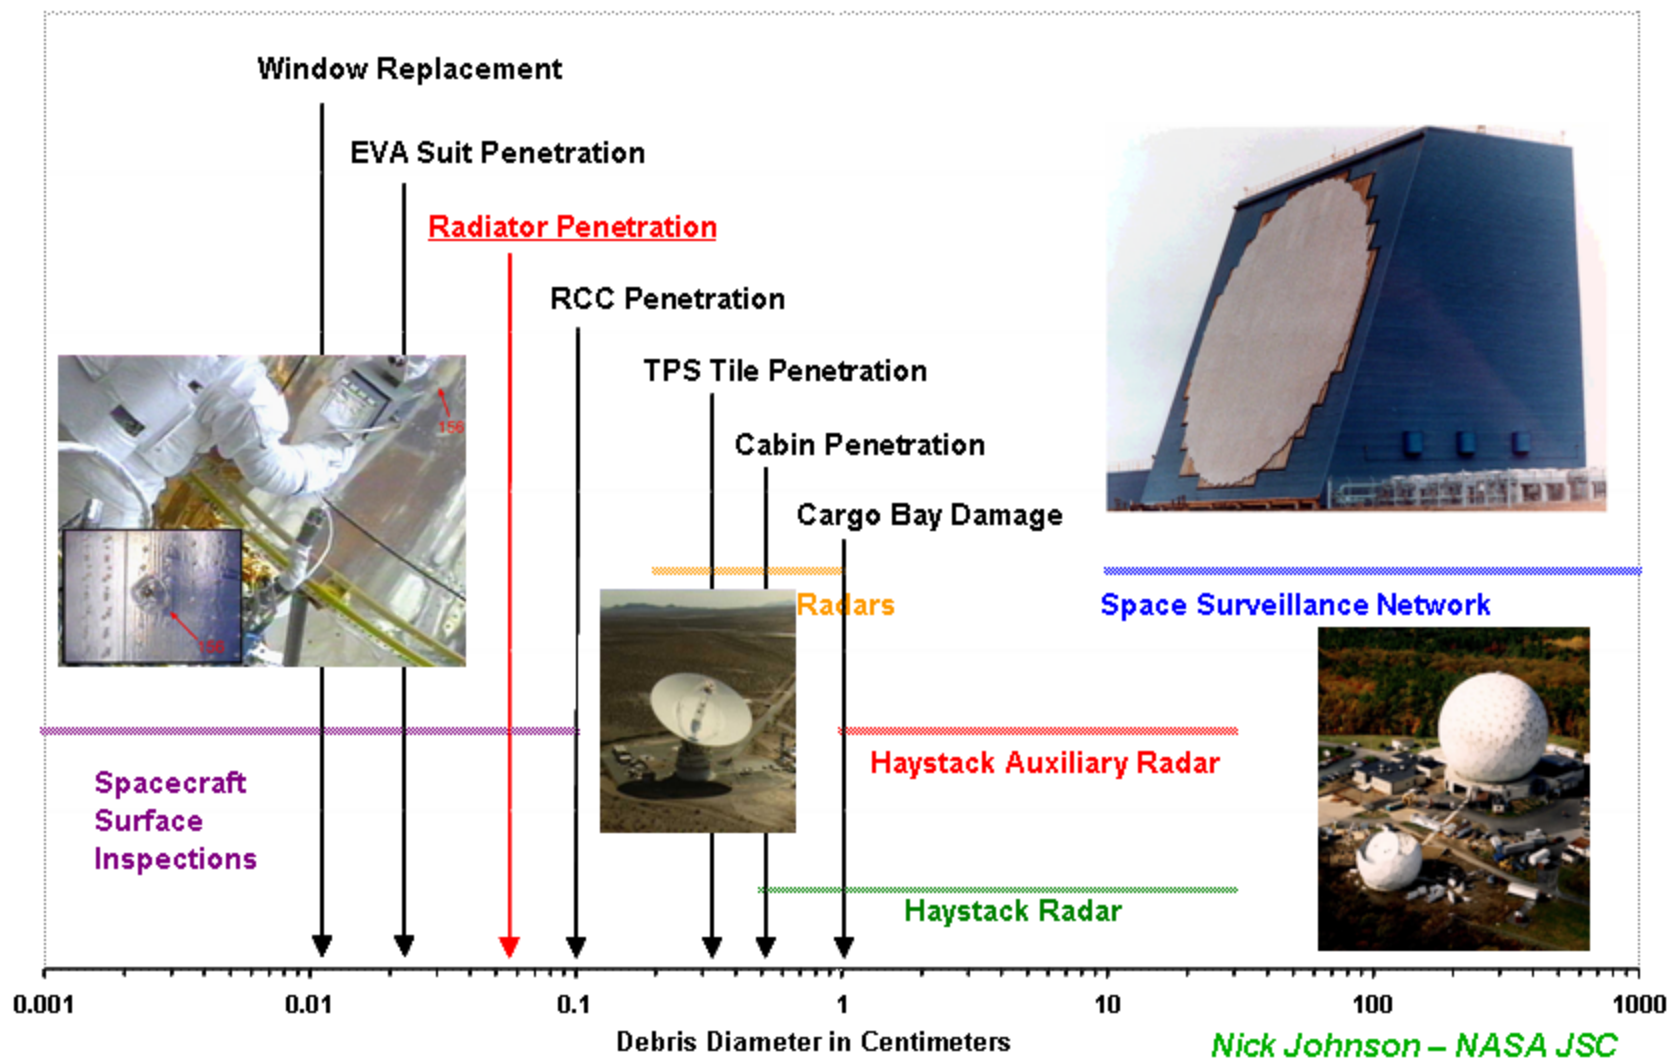 Window Replacement
EVA Suit Penetration
Radiator Penetration
RCC Penetration
TPS Tile Penetration
Cabin Penetration
Cargo Bay Damage
156
156
Radars
Space Surveillance Network
Haystack Auxiliary Radar
Spacecraft
Surface
Inspections
Haystack Radar
0.001 0.01 0.1 1 10 100 1000
Debris Diameter in Centimeters
Nick Johnson – NASA JSC